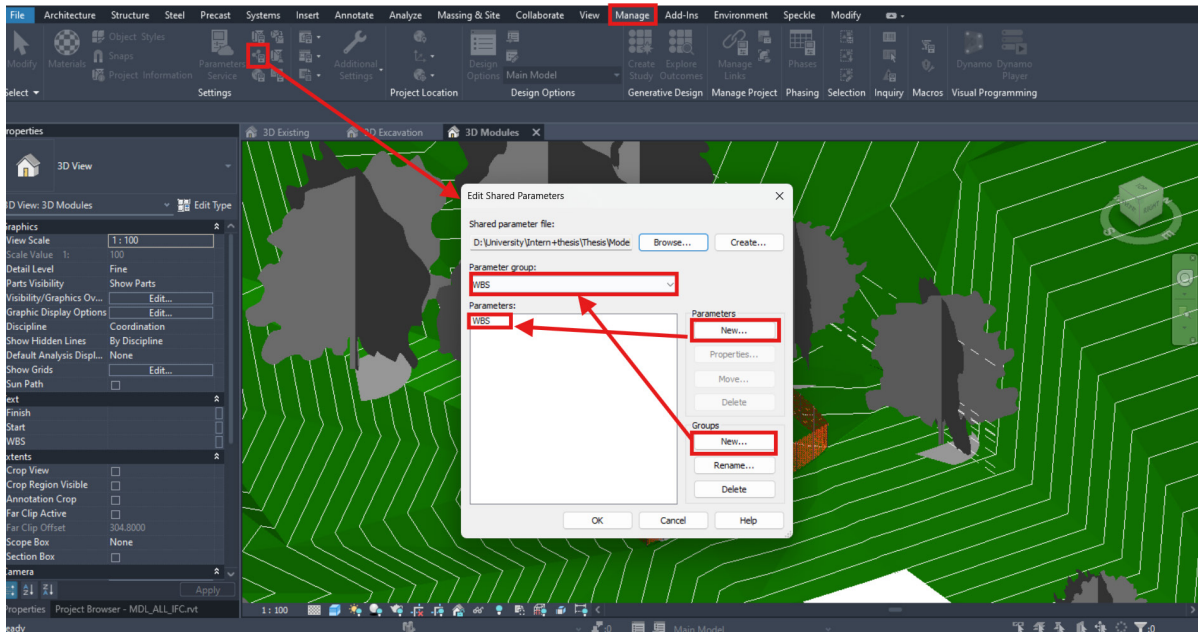 File Architecture Structure Steel Precast Systems Insert Annotate Analyze Massing & Site Collaborate View Manage Add-Ins Environment Speckle Modify
Object Styles
Snaps
Project Information
Modify Materials Parameters Service
Additional Settings
Design Options Main Model
Create Study Explore Outcomes
Manage Links
Phases
Dynamo Dynamo Player
Select Settings Project Location Design Options Generative Design Manage Project Phasing Selection Inquiry Macros Visual Programming
roperties
3D Existing 3D Excavation 3D Modules X
3D View
3D View: 3D Modules Edit Type
Graphics
View Scale 1 : 100
Scale Value 1: 100
Detail Level Fine
Parts Visibility Show Parts
Visibility/Graphics Ov... Edit...
Graphic Display Options Edit...
Discipline Coordination
Show Hidden Lines By Discipline
Default Analysis Displ... None
Show Grids Edit...
Sun Path
ext
Finish
Start
WBS
xtents
Crop View
Crop Region Visible
Annotation Crop
Far Clip Active
Far Clip Offset 304.8000
Scope Box None
Section Box
Camera
Apply
Properties Project Browser - MDL_ALL_IFC.rvt
1 : 100
eady
:0 Main Model :0
Edit Shared Parameters
Shared parameter file:
D:\University\Intern+thesis\Thesis\Mode Browse... Create...
Parameter group:
WBS
Parameters:
WBS
Parameters
New...
Properties...
Move...
Delete
Groups
New...
Rename...
Delete
OK Cancel Help